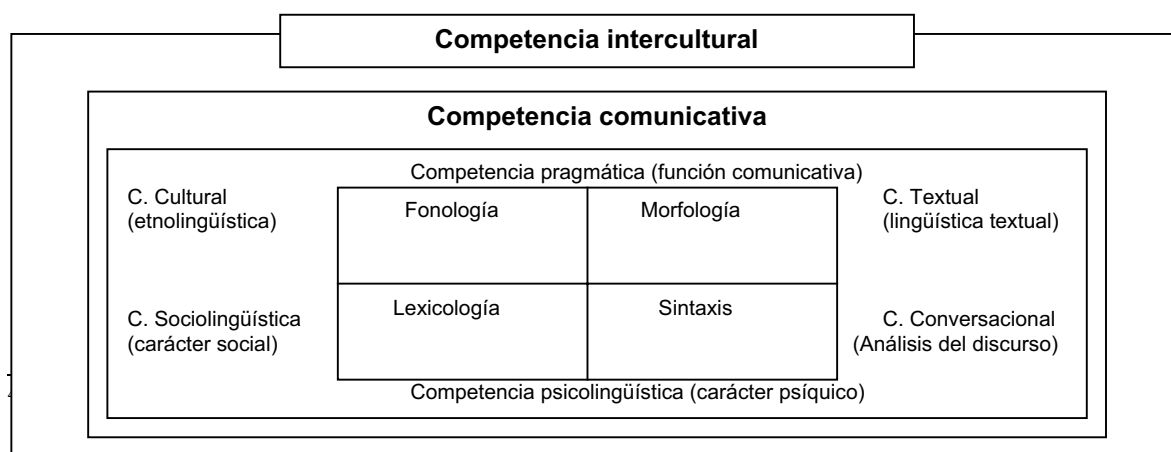 Competencia intercultural
Competencia comunicativa
Competencia pragmática (función comunicativa)
C. Cultural
(etnolingüística)
Fonología
Morfología
C. Textual
(lingüística textual)
C. Sociolingüística
(carácter social)
Lexicología
Sintaxis
C. Conversacional
(Análisis del discurso)
Competencia psicolingüística (carácter psíquico)